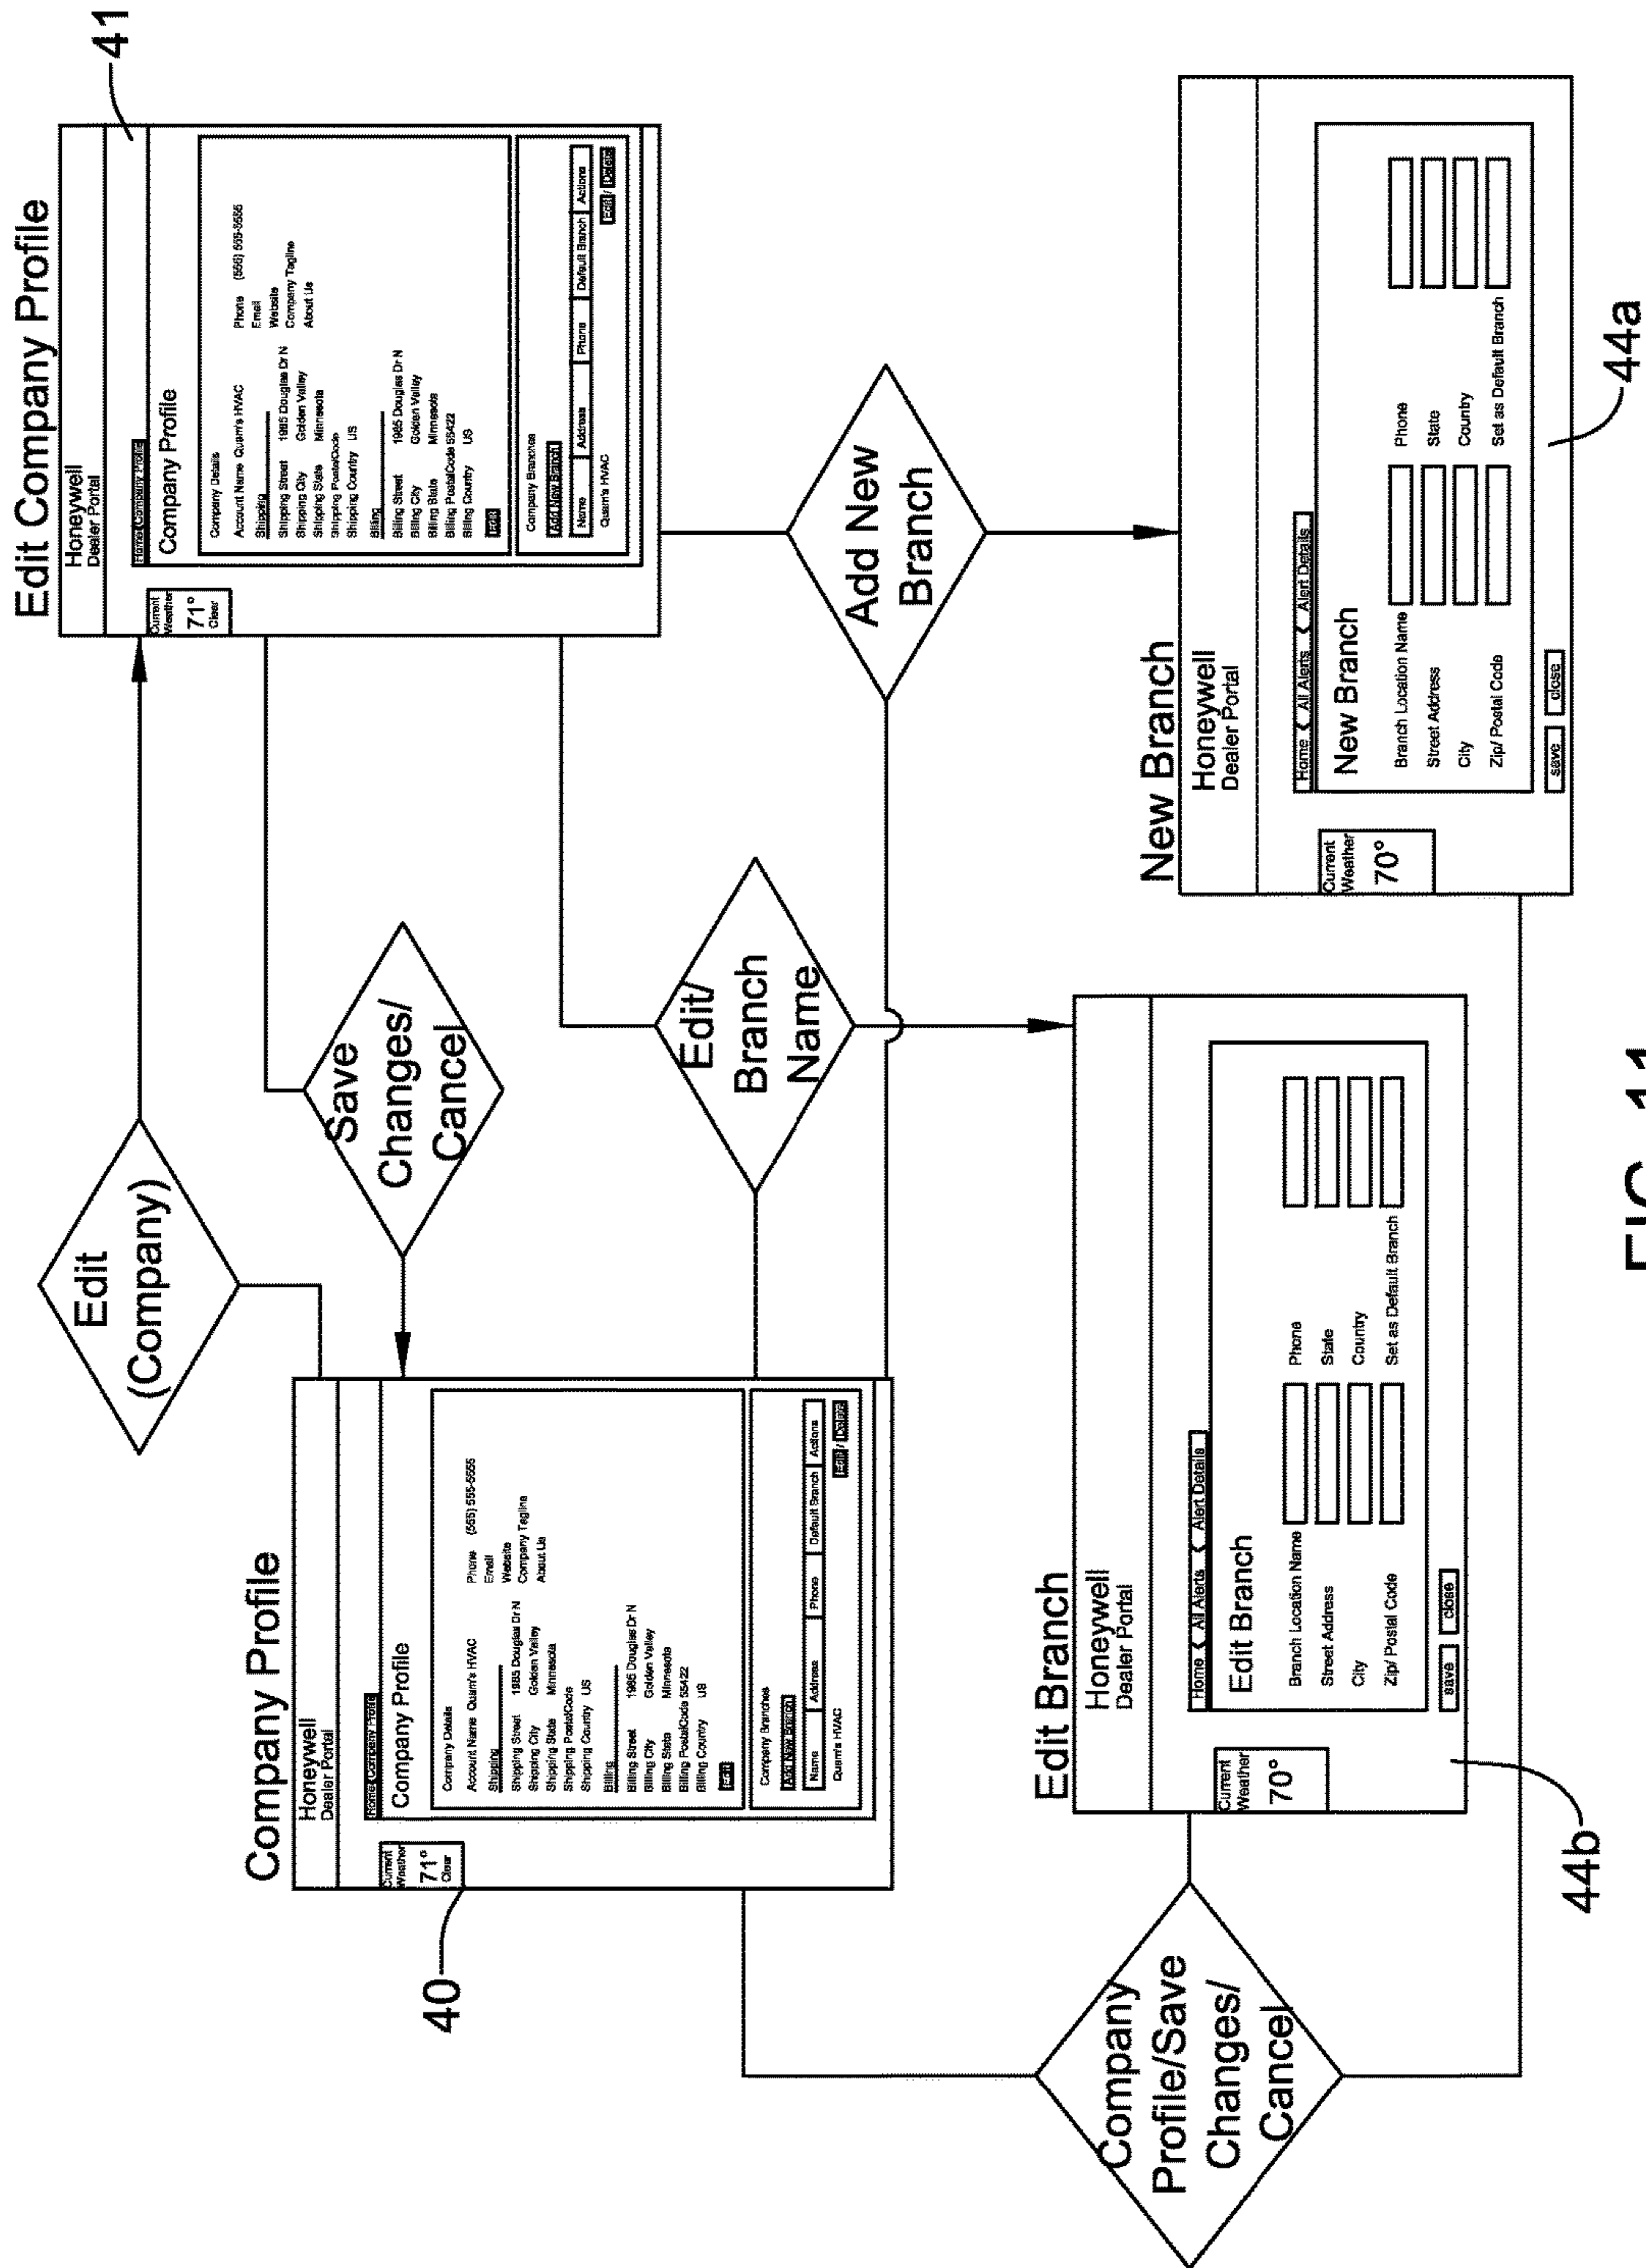 Edit
(Company)
Edit Company Profile
41
Honeywell
Dealer Portal
Current
Weather
71°
Clear
Home Company Profile
Company Profile
Company Details
Account Name Quam's HVAC Phone (555) 555-5555
Shipping Email
Website
Shipping Street 1985 Douglas Dr N Company Tagline
Shipping City Golden Valley About Us
Shipping State Minnesota
Shipping PostalCode
Shipping Country US
Billing
Billing Street 1985 Douglas Dr N
Billing City Golden Valley
Billing State Minnesota
Billing PostalCode 55422
Billing Country US
Edit
Company Branches
Add New Branch
Name Address Phone Default Branch Actions
Quam's HVAC Edit / Delete
Save
Changes/
Cancel
Company Profile
40
Honeywell
Dealer Portal
Current
Weather
71°
Clear
Home Company Profile
Company Profile
Company Details
Account Name Quam's HVAC Phone (555) 555-5555
Shipping Email
Website
Shipping Street 1985 Douglas Dr N Company Tagline
Shipping City Golden Valley About Us
Shipping State Minnesota
Shipping PostalCode
Shipping Country US
Billing
Billing Street 1985 Douglas Dr N
Billing City Golden Valley
Billing State Minnesota
Billing PostalCode 55422
Billing Country US
Edit
Company Branches
Add New Branch
Name Address Phone Default Branch Actions
Quam's HVAC Edit / Delete
Edit/
Branch
Name
Add New
Branch
Company
Profile/Save
Changes/
Cancel
Edit Branch
Honeywell
Dealer Portal
Current
Weather
70°
Home < All Alerts < Alert Details
Edit Branch
Branch Location Name Phone
Street Address State
City Country
Zip/ Postal Code Set as Default Branch
save close
44b
New Branch
Honeywell
Dealer Portal
Current
Weather
70°
Home < All Alerts < Alert Details
New Branch
Branch Location Name Phone
Street Address State
City Country
Zip/ Postal Code Set as Default Branch
save close
44a